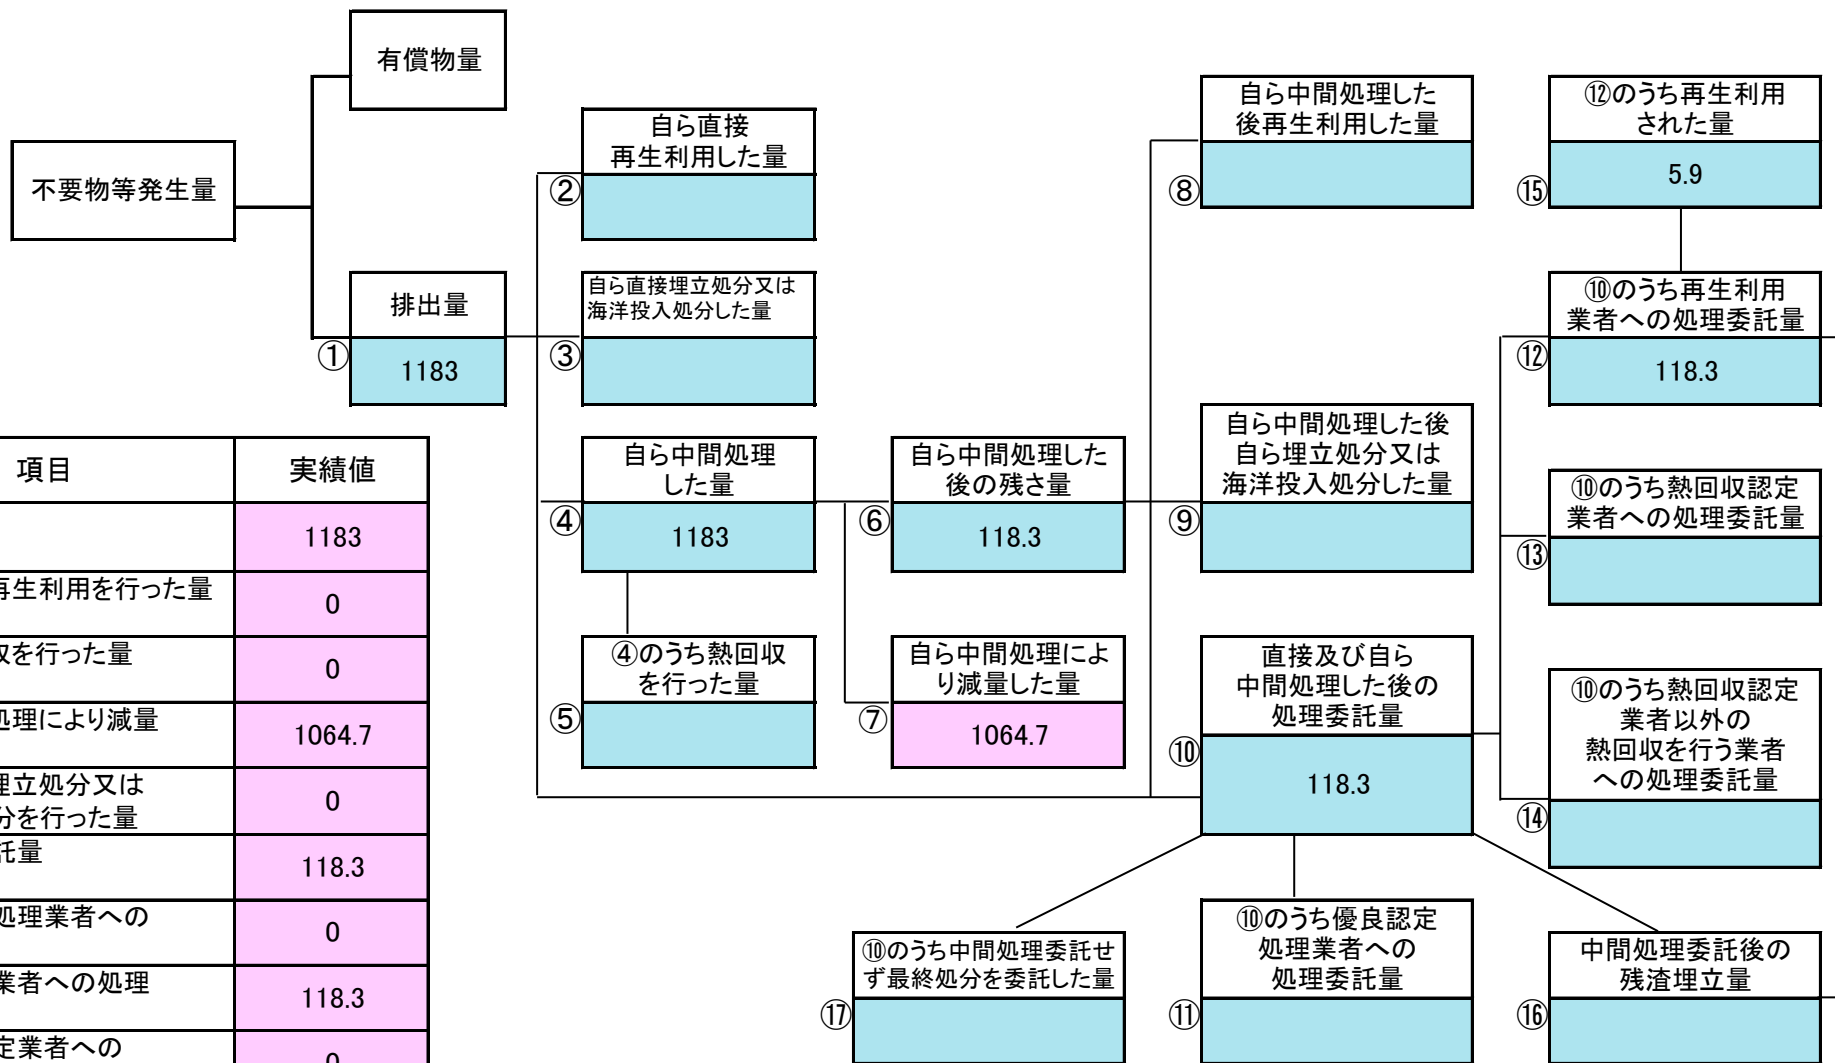 有償物量
不要物等発生量
排出量
①
1183
自ら直接
再生利用した量
②
自ら直接埋立処分又は
海洋投入処分した量
③
自ら中間処理
した量
④
1183
④のうち熱回収
を行った量
⑤
自ら中間処理した
後の残さ量
⑥
118.3
自ら中間処理によ
り減量した量
⑦
1064.7
自ら中間処理した
後再生利用した量
⑧
自ら中間処理した後
自ら埋立処分又は
海洋投入処分した量
⑨
直接及び自ら
中間処理した後の
処理委託量
⑩
118.3
⑫のうち再生利用
された量
⑮
5.9
⑩のうち再生利用
業者への処理委託量
⑫
118.3
⑩のうち熱回収認定
業者への処理委託量
⑬
⑩のうち熱回収認定
業者以外の
熱回収を行う業者
への処理委託量
⑭
⑩のうち中間処理委託せ
ず最終処分を委託した量
⑰
⑩のうち優良認定
処理業者への
処理委託量
⑪
中間処理委託後の
残渣埋立量
⑯
項目 実績値
1183
再生利用を行った量 0
を行った量 0
処理により減量 1064.7
埋立処分又は
分を行った量 0
託量 118.3
処理業者への 0
業者への処理 118.3
定業者への